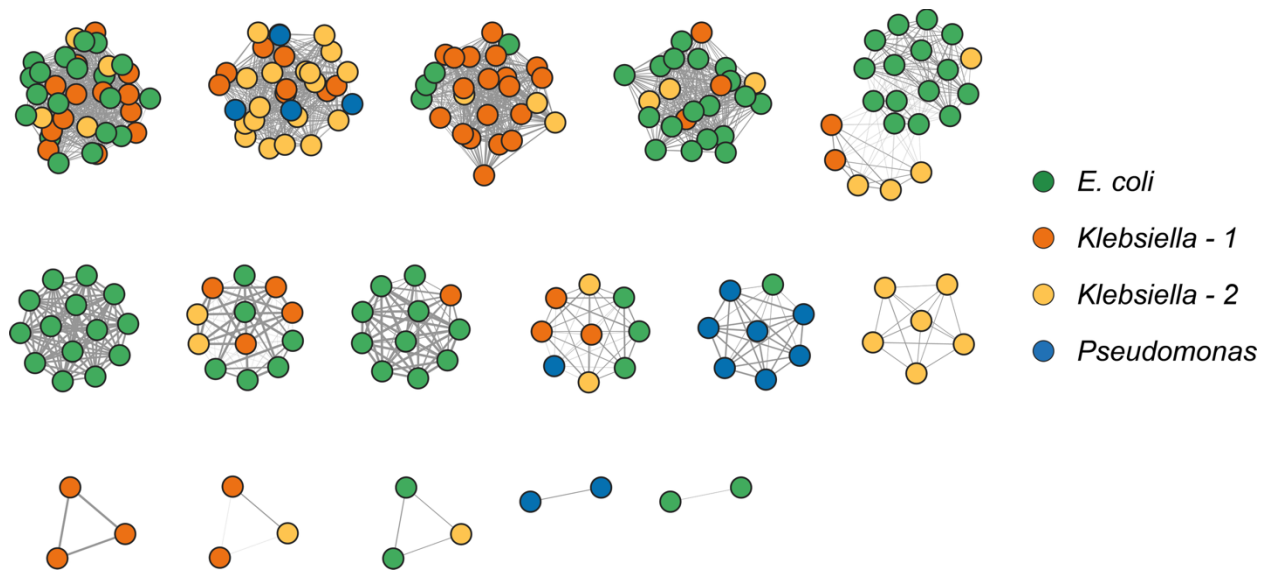 E. coli
Klebsiella - 1
Klebsiella - 2
Pseudomonas